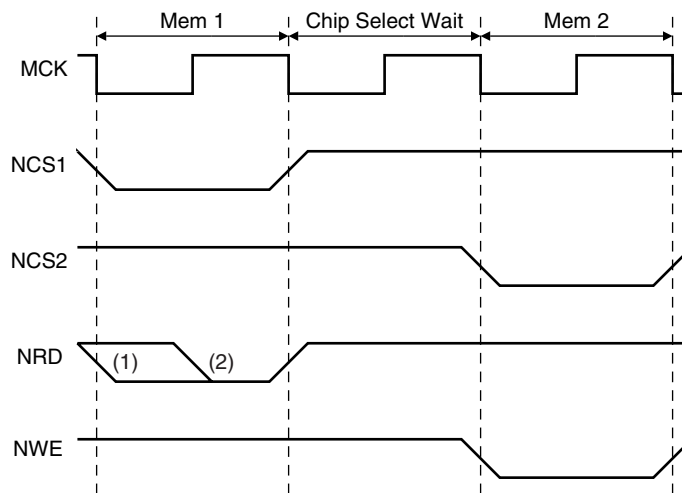 Mem 1 Chip Select Wait Mem 2
MCK
NCS1
NCS2
NRD (1) (2)
NWE